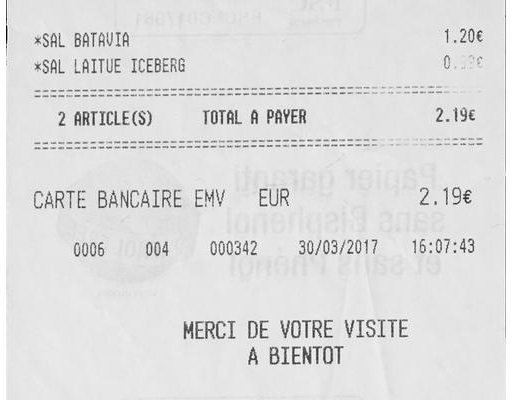 *SAL BATAVIA 1.20€
*SAL LAITUE ICEBERG 0.99€
2 ARTICLE(S) TOTAL A PAYER 2.19€
CARTE BANCAIRE EMV EUR 2.19€
0006 004 000342 30/03/2017 16:07:43
MERCI DE VOTRE VISITE
A BIENTOT
Papier garanti
sans Bisphénol
et sans Phénol